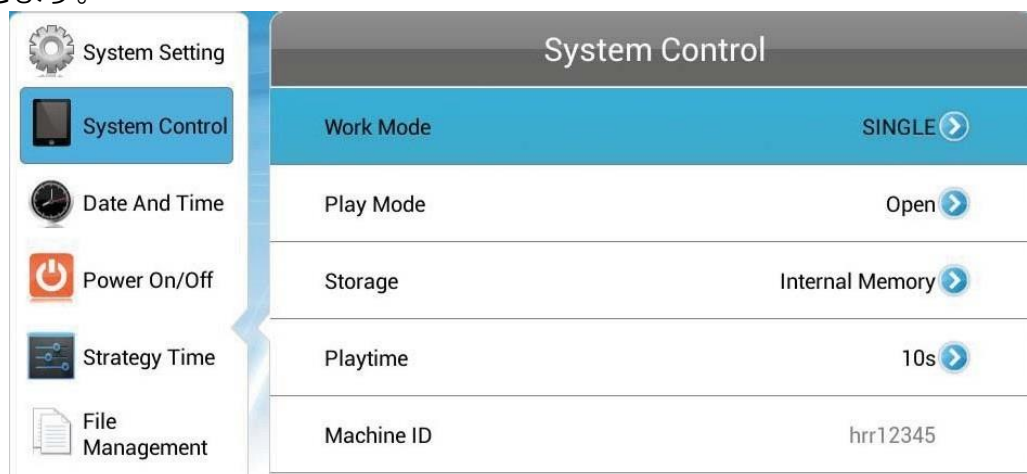 System Setting
System Control
Date And Time
Power On/Off
Strategy Time
File
Management
System Control
Work Mode SINGLE
Play Mode Open
Storage Internal Memory
Playtime 10s
Machine ID hrr12345